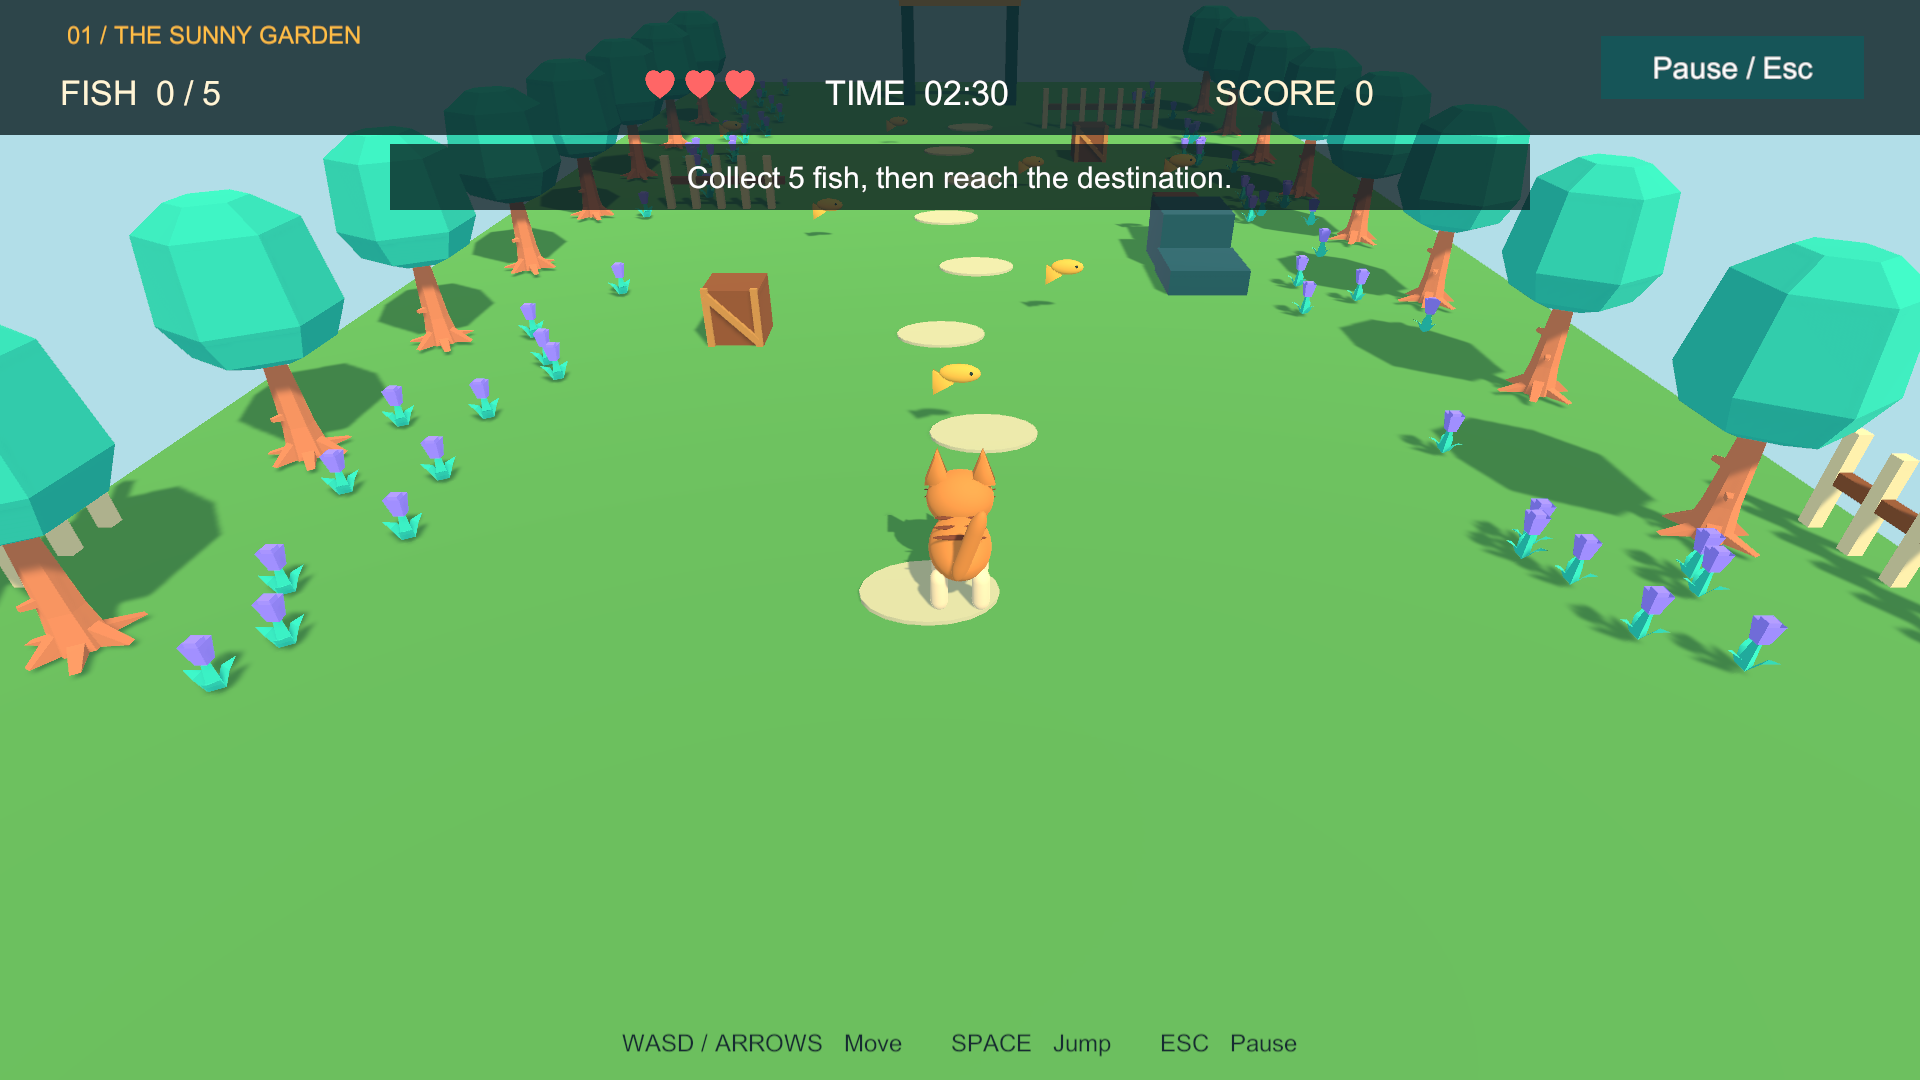 01 / THE SUNNY GARDEN
FISH 0 / 5
TIME 02:30
SCORE 0
Pause / Esc
Collect 5 fish, then reach the destination.
WASD / ARROWS Move SPACE Jump ESC Pause